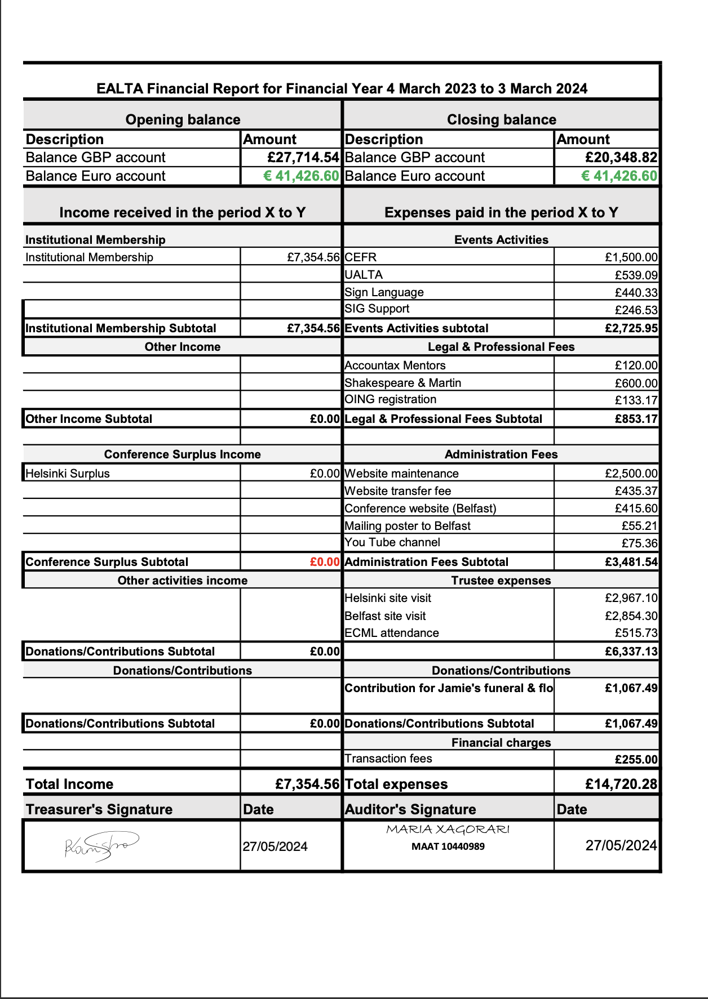 EALTA Financial Report for Financial Year 4 March 2023 to 3 March 2024
Opening balance Closing balance
Description Amount Description Amount
Balance GBP account £27,714.54 Balance GBP account £20,348.82
Balance Euro account € 41,426.60 Balance Euro account € 41,426.60
Income received in the period X to Y Expenses paid in the period X to Y
Institutional Membership Events Activities
Institutional Membership £7,354.56 CEFR £1,500.00
UALTA £539.09
Sign Language £440.33
SIG Support £246.53
Institutional Membership Subtotal £7,354.56 Events Activities subtotal £2,725.95
Other Income Legal & Professional Fees
Accountax Mentors £120.00
Shakespeare & Martin £600.00
OING registration £133.17
Other Income Subtotal £0.00 Legal & Professional Fees Subtotal £853.17
Conference Surplus Income Administration Fees
Helsinki Surplus £0.00 Website maintenance £2,500.00
Website transfer fee £435.37
Conference website (Belfast) £415.60
Mailing poster to Belfast £55.21
You Tube channel £75.36
Conference Surplus Subtotal £0.00 Administration Fees Subtotal £3,481.54
Other activities income Trustee expenses
Helsinki site visit £2,967.10
Belfast site visit £2,854.30
ECML attendance £515.73
Donations/Contributions Subtotal £0.00 £6,337.13
Donations/Contributions Donations/Contributions
Contribution for Jamie's funeral & flo £1,067.49
Donations/Contributions Subtotal £0.00 Donations/Contributions Subtotal £1,067.49
Financial charges
Transaction fees £255.00
Total Income £7,354.56 Total expenses £14,720.28
Treasurer's Signature Date Auditor's Signature Date
MARIA XAGORARI
27/05/2024 MAAT 10440989 27/05/2024